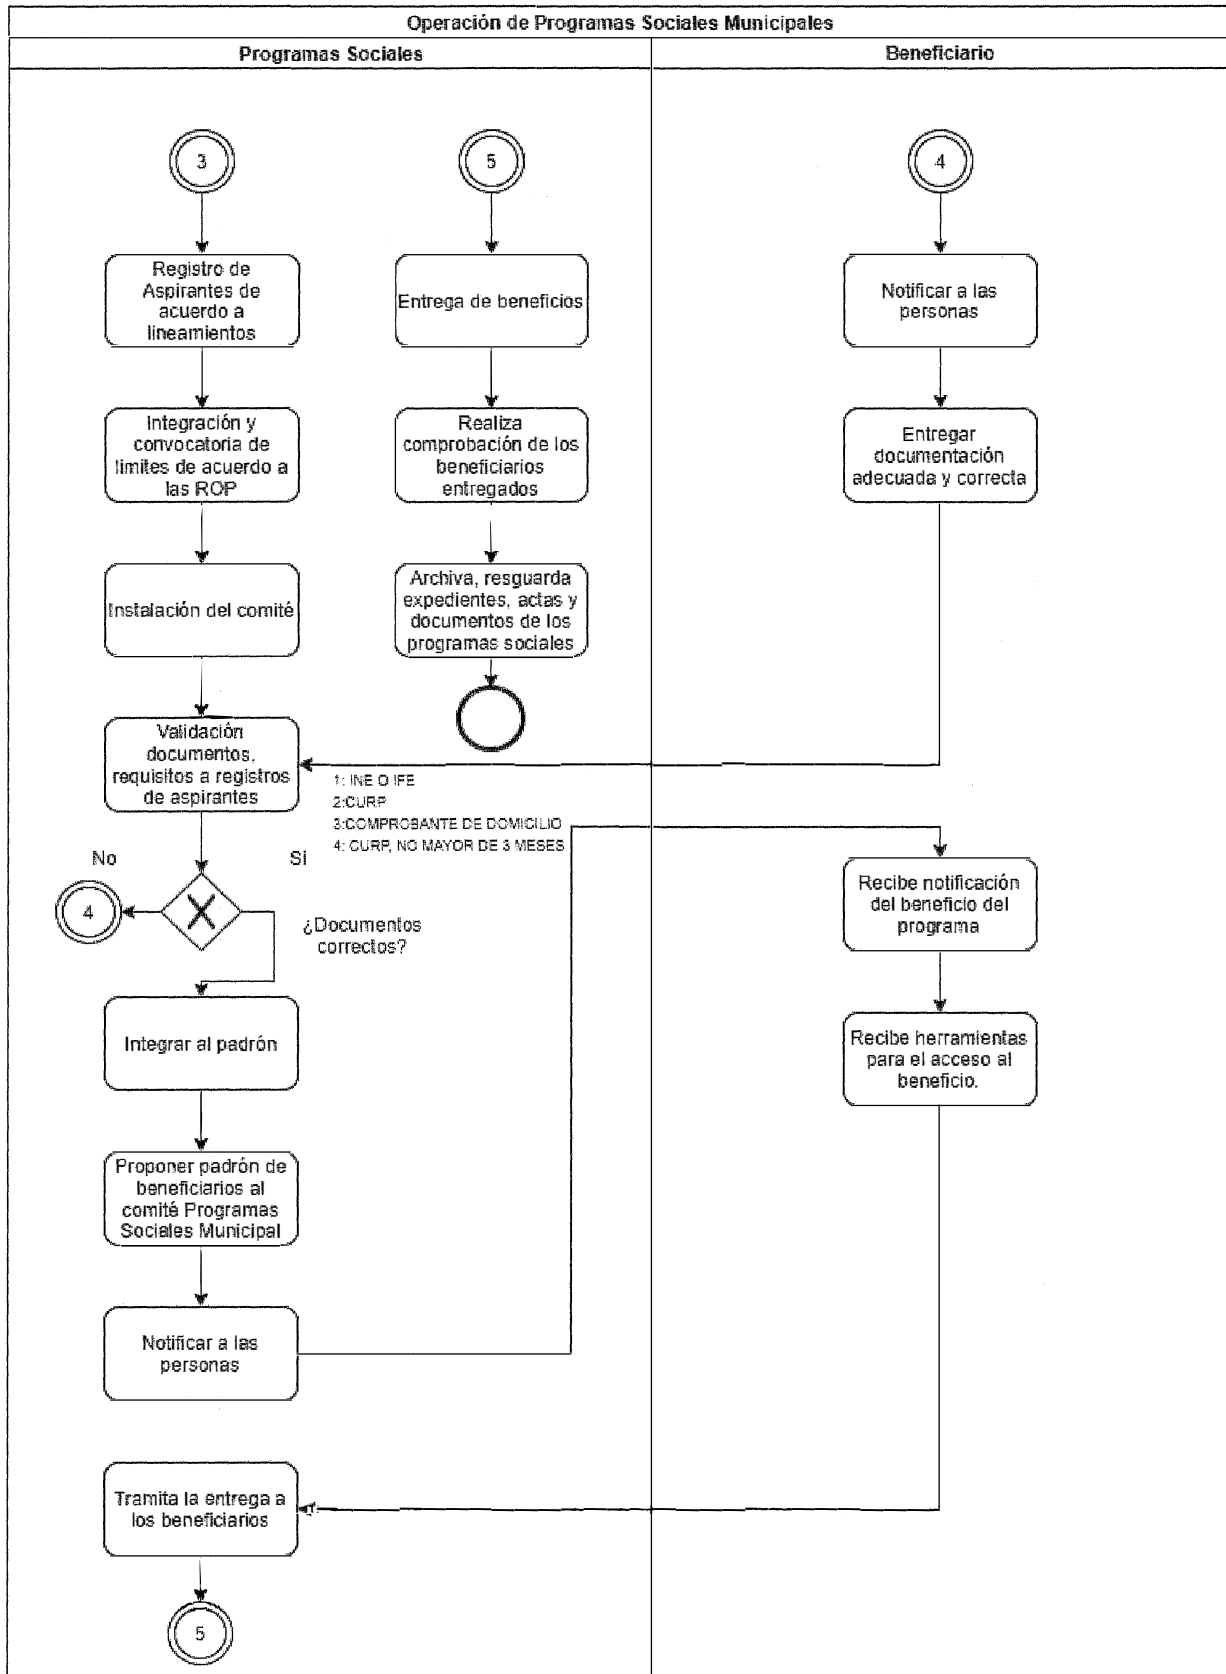 Operación de Programas Sociales Municipales
Programas Sociales
Beneficiario
3
Registro de
Aspirantes de
acuerdo a
lineamientos
Integración y
convocatoria de
limites de acuerdo a
las ROP
Instalación del comité
Validación
documentos,
requisitos a registros
de aspirantes
1: INE O IFE
2:CURP
3:COMPROBANTE DE DOMICILIO
4: CURP, NO MAYOR DE 3 MESES
No
Si
4
¿Documentos
correctos?
Integrar al padrón
Proponer padrón de
beneficiarios al
comité Programas
Sociales Municipal
Notificar a las
personas
Tramita la entrega a
los beneficiarios
5
5
Entrega de beneficios
Realiza
comprobación de los
beneficiarios
entregados
Archiva, resguarda
expedientes, actas y
documentos de los
programas sociales
4
Notificar a las
personas
Entregar
documentación
adecuada y correcta
Recibe notificación
del beneficio del
programa
Recibe herramientas
para el acceso al
beneficio.